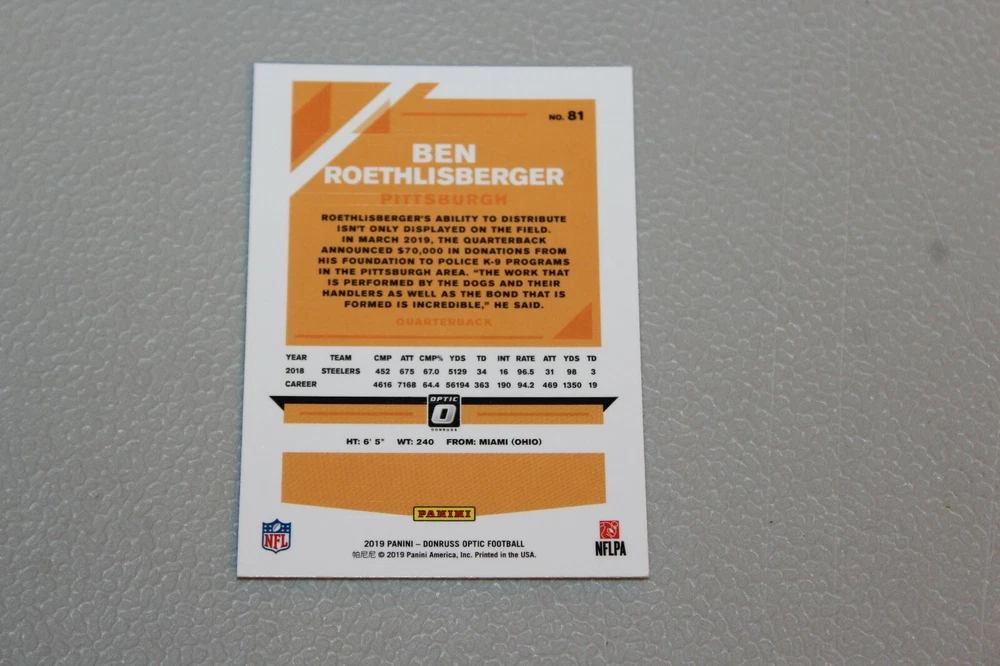 NO. 81
BEN
ROETHLISBERGER
PITTSBURGH
ROETHLISBERGER'S ABILITY TO DISTRIBUTE
ISN'T ONLY DISPLAYED ON THE FIELD.
IN MARCH 2019, THE QUARTERBACK
ANNOUNCED $70,000 IN DONATIONS FROM
HIS FOUNDATION TO POLICE K-9 PROGRAMS
IN THE PITTSBURGH AREA. "THE WORK THAT
IS PERFORMED BY THE DOGS AND THEIR
HANDLERS AS WELL AS THE BOND THAT IS
FORMED IS INCREDIBLE," HE SAID.
QUARTERBACK
YEAR TEAM CMP ATT CMP% YDS TD INT RATE ATT YDS TD
2018 STEELERS 452 675 67.0 5129 34 16 96.5 31 98 3
CAREER 4616 7168 64.4 56194 363 190 94.2 469 1350 19
OPTIC
O
DONRUSS
HT: 6' 5" WT: 240 FROM: MIAMI (OHIO)
PANINI
NFL
2019 PANINI – DONRUSS OPTIC FOOTBALL
帕尼尼 © 2019 Panini America, Inc. Printed in the USA.
NFLPA